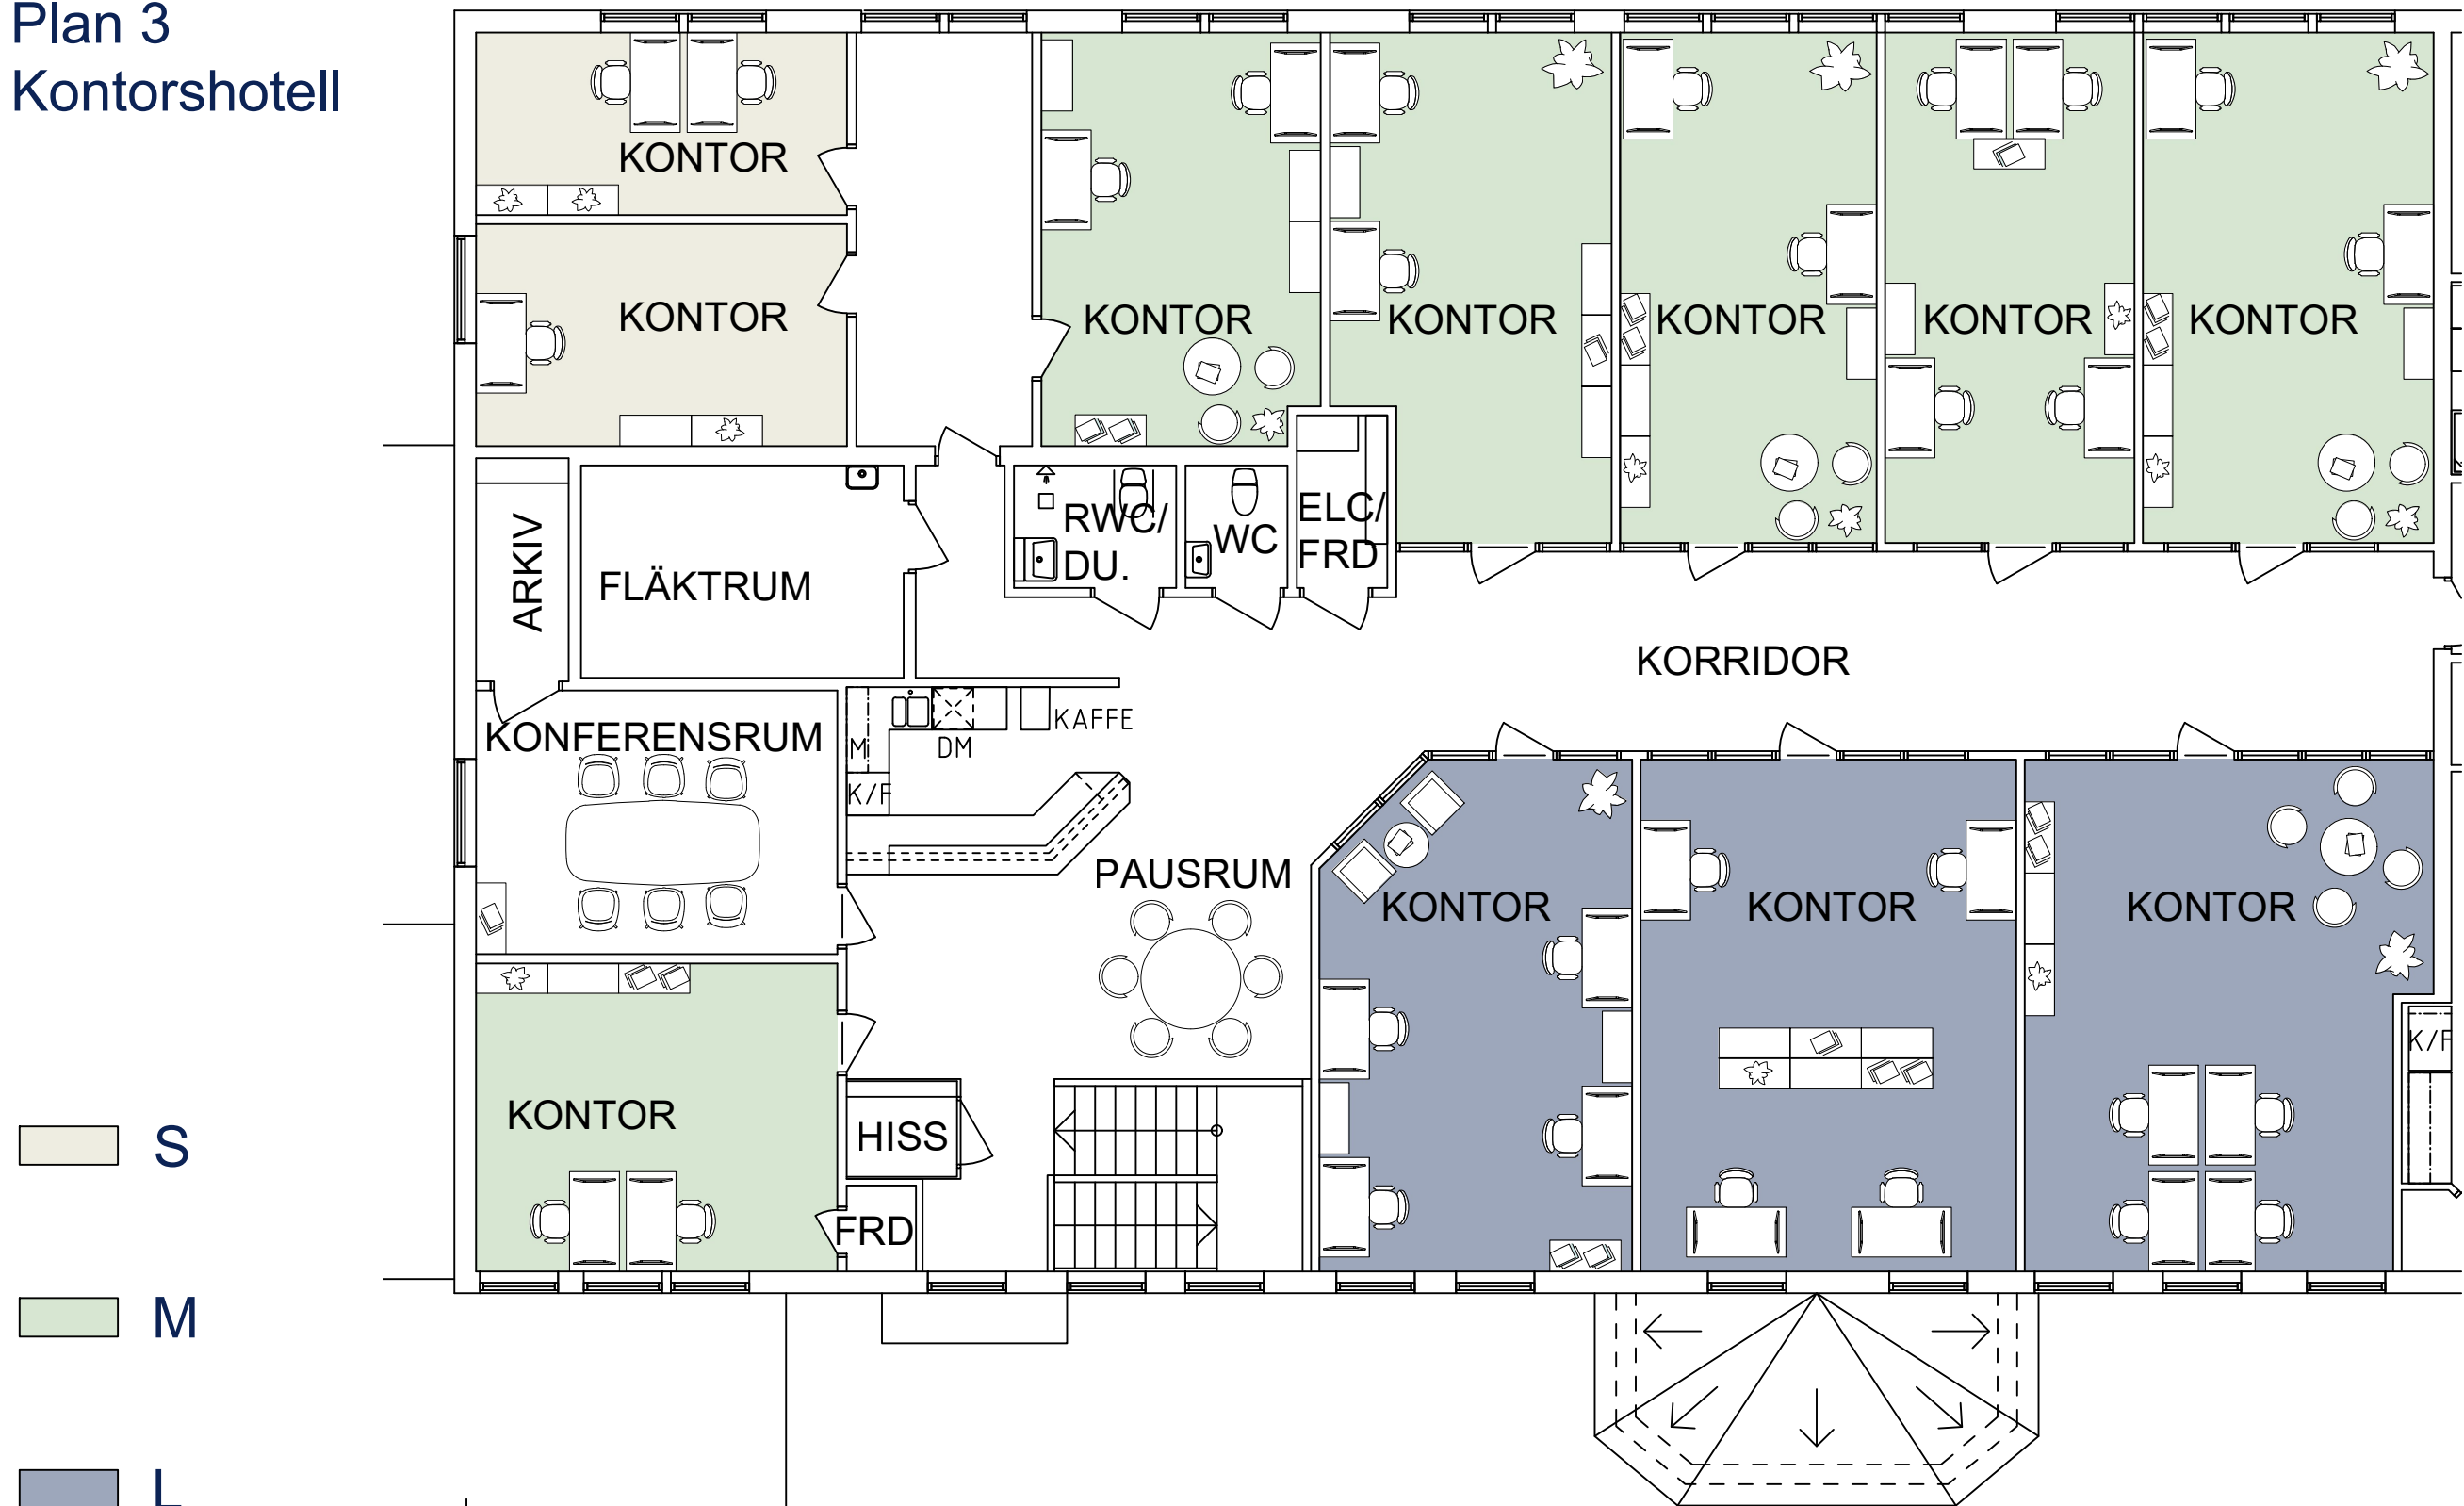 Plan 3
Kontorshotell
KONTOR
KONTOR
KONTOR
KONTOR
KONTOR
KONTOR
KONTOR
ARKIV
FLÄKTRUM
RWC/
DU.
WC
ELC/
FRD
KORRIDOR
KONFERENSRUM
M
DM
KAFFE
K/F
PAUSRUM
KONTOR
KONTOR
KONTOR
K/F
KONTOR
HISS
FRD
S
M
L